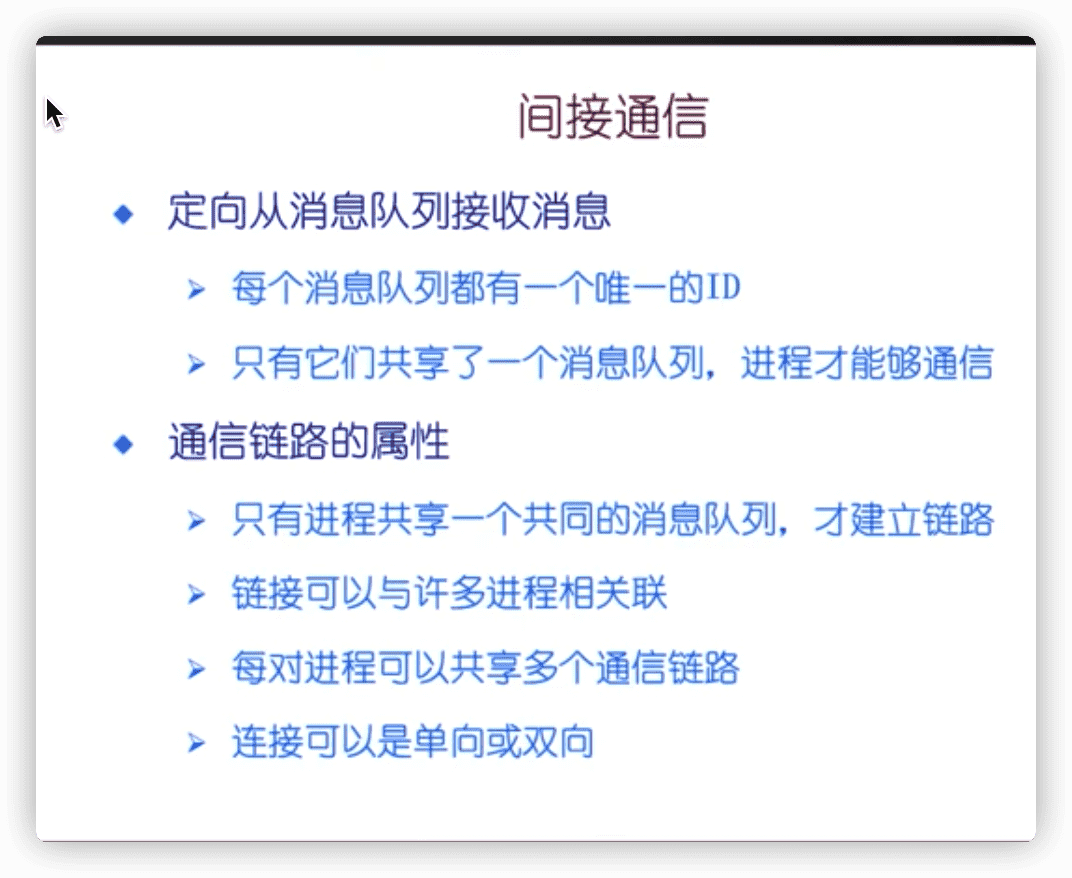 间接通信
定向从消息队列接收消息
每个消息队列都有一个唯一的ID
只有它们共享了一个消息队列，进程才能够通信
通信链路的属性
只有进程共享一个共同的消息队列，才建立链路
链接可以与许多进程相关联
每对进程可以共享多个通信链路
连接可以是单向或双向